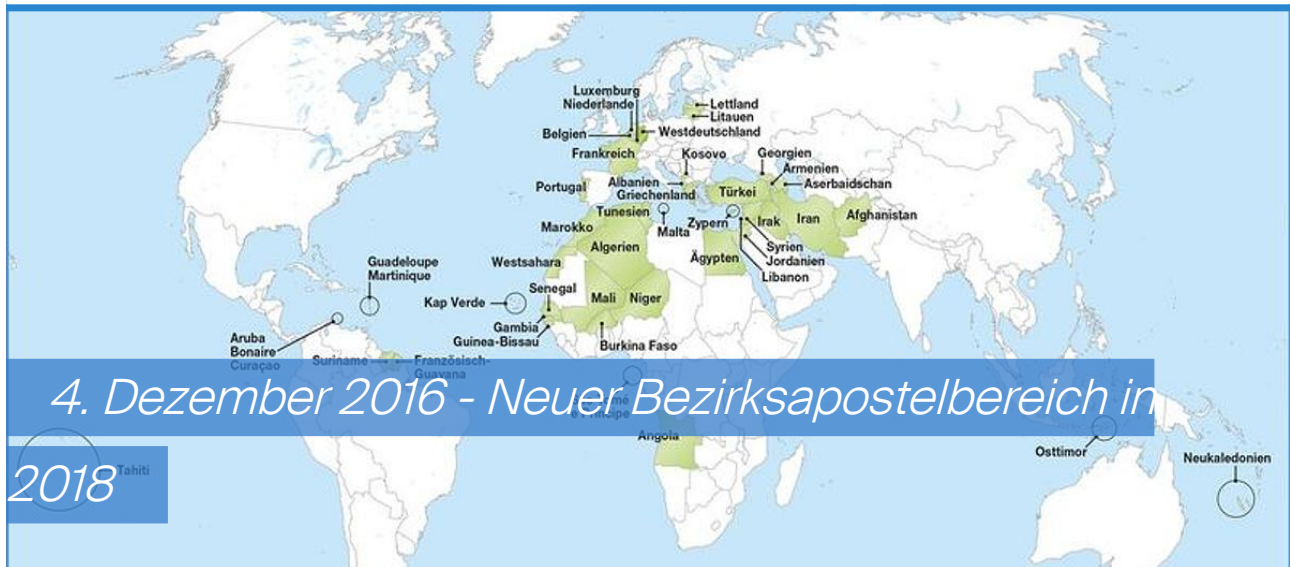 Luxemburg
Niederlande
Lettland
Litauen
Belgien
Westdeutschland
Frankreich
Kosovo
Georgien
Armenien
Aserbaidschan
Portugal
Albanien
Griechenland
Türkei
Tunesien
Malta
Zypern
Irak
Iran
Afghanistan
Marokko
Algerien
Ägypten
Syrien
Jordanien
Libanon
Westsahara
Guadeloupe
Martinique
Senegal
Kap Verde
Mali
Niger
Gambia
Guinea-Bissau
Burkina Faso
Aruba
Bonaire
Curaçao
Suriname
Französisch-
Guayana
4. Dezember 2016 - Neuer Bezirksapostelbereich in
2018
Angola
Tahiti
Osttimor
Neukaledonien